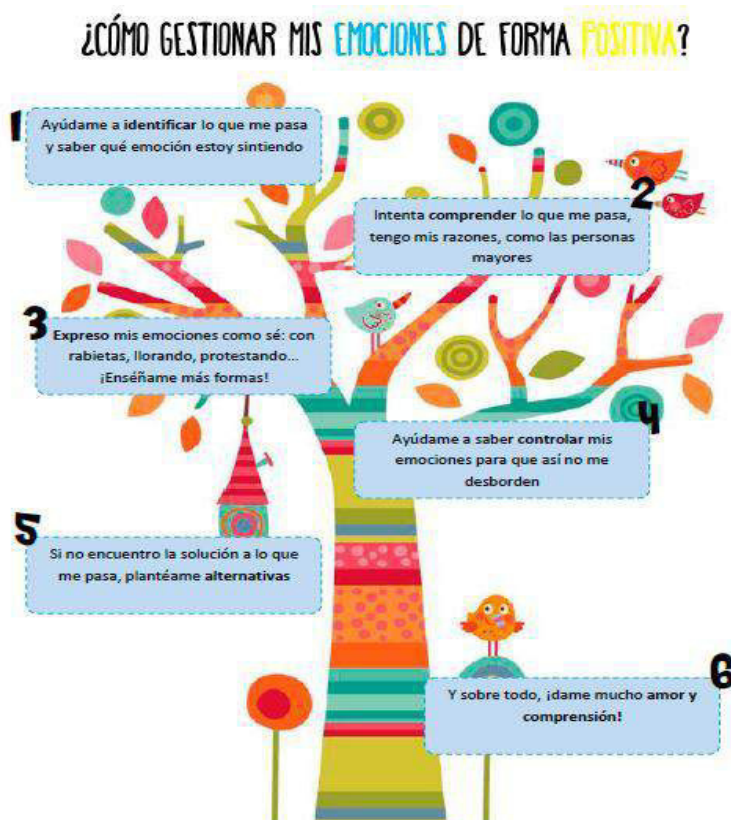 ¿CÓMO GESTIONAR MIS EMOCIONES DE FORMA POSITIVA?
1
Ayúdame a identificar lo que me pasa
y saber qué emoción estoy sintiendo
2
Intenta comprender lo que me pasa,
tengo mis razones, como las personas
mayores
3
Expreso mis emociones como sé: con
rabietas, llorando, protestando...
¡Enséñame más formas!
4
Ayúdame a saber controlar mis
emociones para que así no me
desborden
5
Si no encuentro la solución a lo que
me pasa, plantéame alternativas
6
Y sobre todo, ¡dame mucho amor y
comprensión!